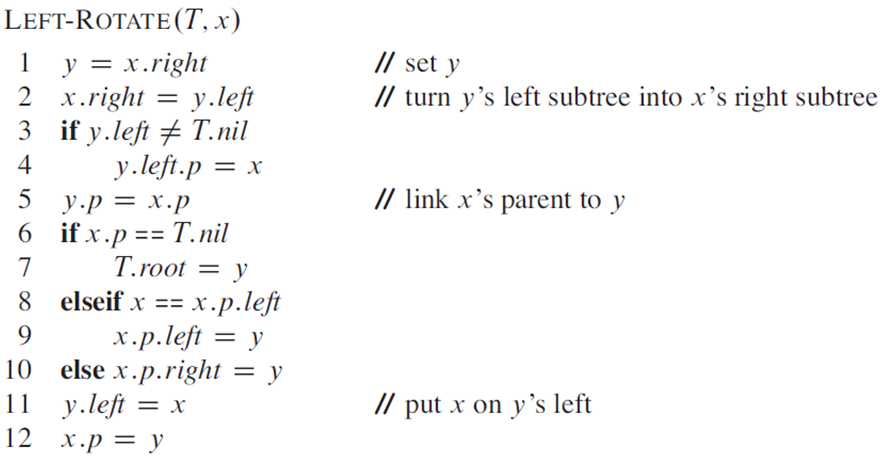 LEFT-ROTATE(T, x)
1 y = x.right // set y
2 x.right = y.left // turn y's left subtree into x's right subtree
3 if y.left ≠ T.nil
4 y.left.p = x
5 y.p = x.p // link x's parent to y
6 if x.p == T.nil
7 T.root = y
8 elseif x == x.p.left
9 x.p.left = y
10 else x.p.right = y
11 y.left = x // put x on y's left
12 x.p = y